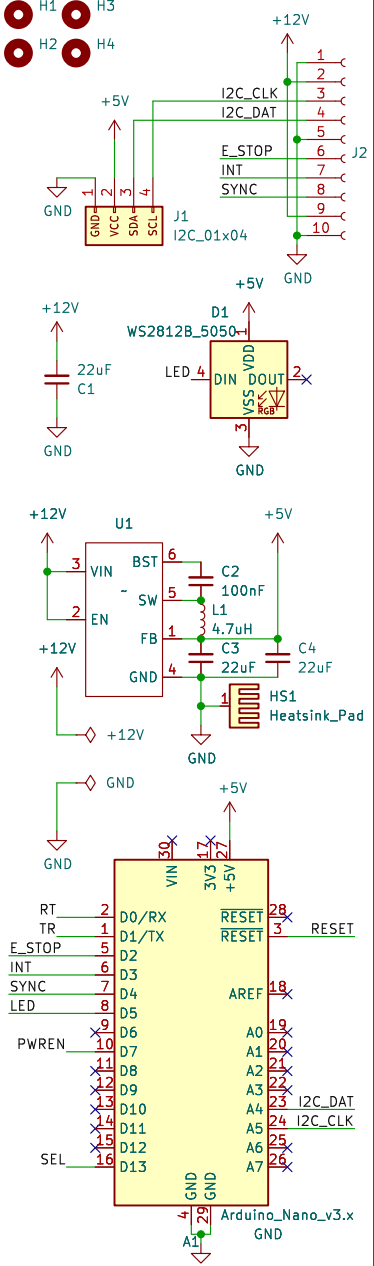 H1 H3
H2 H4
+12V
1
2
I2C_CLK 3
I2C_DAT 4
+5V
5
E_STOP 6
J2
INT 7
SYNC 8
9
10
GND
1 2 3 4
GND VCC SDA SCL
GND
J1
I2C_01x04
+12V
22uF
C1
GND
+5V
D1
WS2812B_5050
1
VDD
LED 4 DIN DOUT 2
VSS
RGB
3
GND
+12V
U1
+5V
BST 6
3 VIN
C2
100nF
~
SW 5
L1
4.7uH
2 EN
FB 1
C3
22uF
C4
22uF
GND 4
+12V
1
HS1
Heatsink_Pad
+12V
GND
GND
GND
+5V
30 17 27
VIN 3V3 +5V
RT 2 D0/RX RESET 28
TR 1 D1/TX RESET 3 RESET
E_STOP 5 D2
INT 6 D3
SYNC 7 D4 AREF 18
LED 8 D5
9 D6 A0 19
PWREN 10 D7 A1 20
11 D8 A2 21
12 D9 A3 22
13 D10 A4 23 I2C_DAT
14 D11 A5 24 I2C_CLK
15 D12 A6 25
SEL 16 D13 A7 26
GND GND
4 29
Arduino_Nano_v3.x
A1
GND